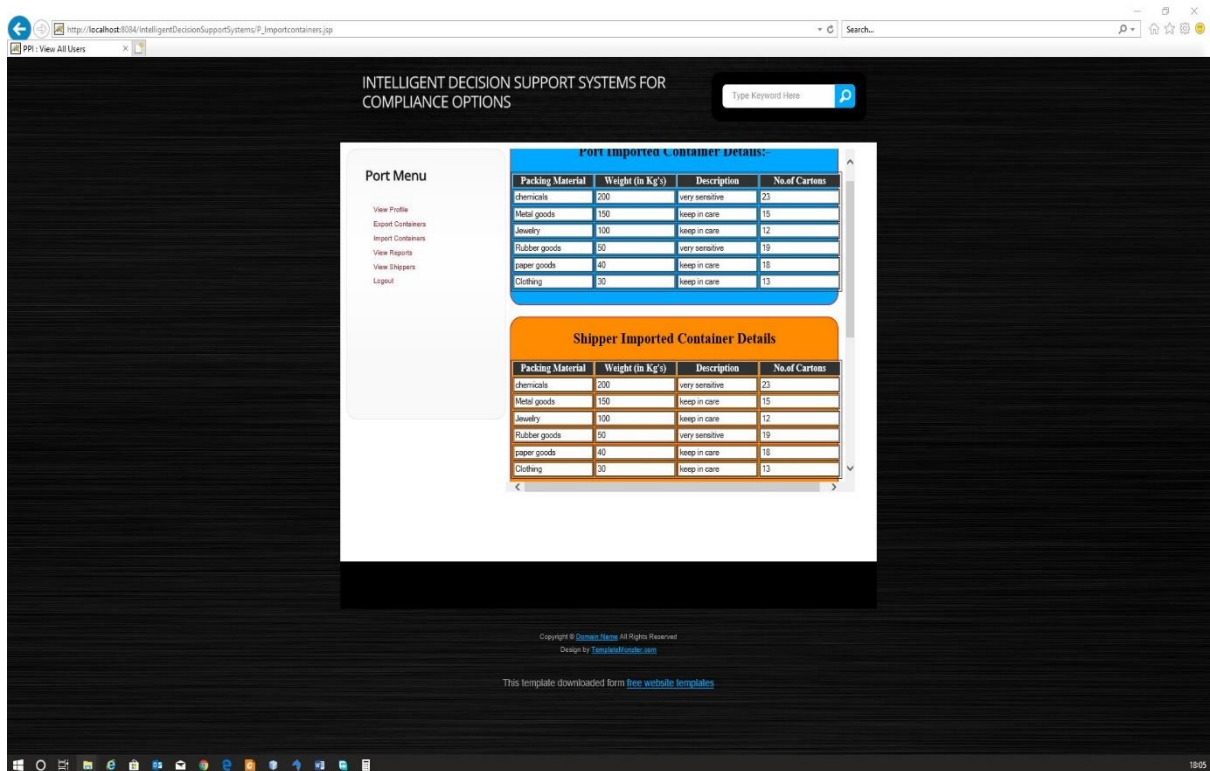 http://localhost:8084/IntelligentDecisionSupportSystems/P_Importcontainers.jsp
Search...
PPI : View All Users
INTELLIGENT DECISION SUPPORT SYSTEMS FOR
COMPLIANCE OPTIONS
Type Keyword Here
Port Menu
View Profile
Export Containers
Import Containers
View Reports
View Shippers
Logout
Port Imported Container Details:-
Packing Material Weight (in Kg's) Description No.of Cartons
chemicals 200 very sensitive 23
Metal goods 150 keep in care 15
Jewelry 100 keep in care 12
Rubber goods 50 very sensitive 19
paper goods 40 keep in care 18
Clothing 30 keep in care 13
Shipper Imported Container Details
Packing Material Weight (in Kg's) Description No.of Cartons
chemicals 200 very sensitive 23
Metal goods 150 keep in care 15
Jewelry 100 keep in care 12
Rubber goods 50 very sensitive 19
paper goods 40 keep in care 18
Clothing 30 keep in care 13
Copyright © Domain Name All Rights Reserved
Design by TemplateMonster.com
This template downloaded form free website templates
18:05